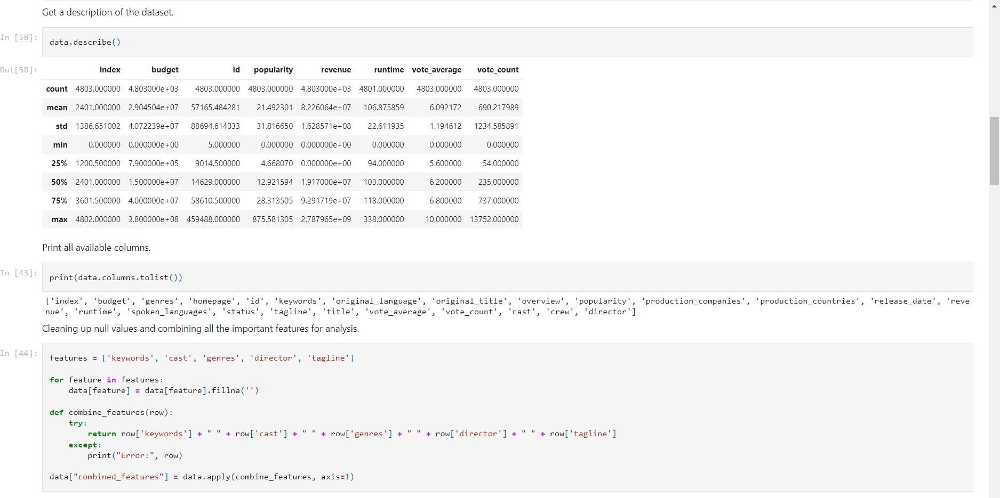 Get a description of the dataset.
In [58]:
data.describe()
Out[58]:
index budget id popularity revenue runtime vote_average vote_count
count 4803.000000 4.803000e+03 4803.000000 4803.000000 4.803000e+03 4801.000000 4803.000000 4803.000000
mean 2401.000000 2.904504e+07 57165.484281 21.492301 8.226064e+07 106.875859 6.092172 690.217989
std 1386.651002 4.072239e+07 88694.614033 31.816650 1.628571e+08 22.611935 1.194612 1234.585891
min 0.000000 0.000000e+00 5.000000 0.000000 0.000000e+00 0.000000 0.000000 0.000000
25% 1200.500000 7.900000e+05 9014.500000 4.668070 0.000000e+00 94.000000 5.600000 54.000000
50% 2401.000000 1.500000e+07 14629.000000 12.921594 1.917000e+07 103.000000 6.200000 235.000000
75% 3601.500000 4.000000e+07 58610.500000 28.313505 9.291719e+07 118.000000 6.800000 737.000000
max 4802.000000 3.800000e+08 459488.000000 875.581305 2.787965e+09 338.000000 10.000000 13752.000000
Print all available columns.
In [43]:
print(data.columns.tolist())
['index', 'budget', 'genres', 'homepage', 'id', 'keywords', 'original_language', 'original_title', 'overview', 'popularity', 'production_companies', 'production_countries', 'release_date', 'reve
nue', 'runtime', 'spoken_languages', 'status', 'tagline', 'title', 'vote_average', 'vote_count', 'cast', 'crew', 'director']
Cleaning up null values and combining all the important features for analysis.
In [44]:
features = ['keywords', 'cast', 'genres', 'director', 'tagline']
for feature in features:
    data[feature] = data[feature].fillna('')
def combine_features(row):
    try:
        return row['keywords'] + " " + row['cast'] + " " + row['genres'] + " " + row['director'] + " " + row['tagline']
    except:
        print("Error:", row)
data["combined_features"] = data.apply(combine_features, axis=1)